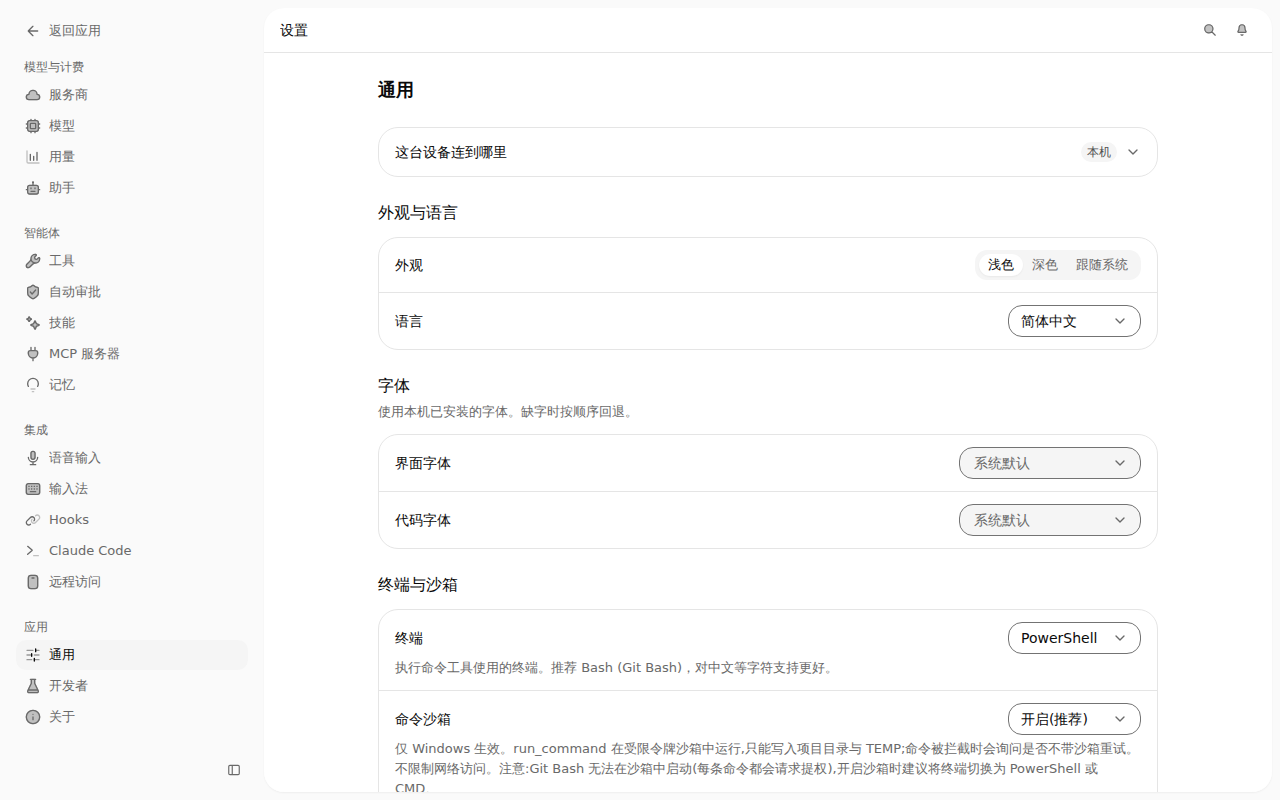 返回应用
模型与计费
服务商
模型
用量
助手
智能体
工具
自动审批
技能
MCP 服务器
记忆
集成
语音输入
输入法
Hooks
Claude Code
远程访问
应用
通用
开发者
关于
设置
通用
这台设备连到哪里
本机
外观与语言
外观
浅色 深色 跟随系统
语言
简体中文
字体
使用本机已安装的字体。缺字时按顺序回退。
界面字体
系统默认
代码字体
系统默认
终端与沙箱
终端
PowerShell
执行命令工具使用的终端。推荐 Bash (Git Bash)，对中文等字符支持更好。
命令沙箱
开启(推荐)
仅 Windows 生效。run_command 在受限令牌沙箱中运行,只能写入项目目录与 TEMP;命令被拦截时会询问是否不带沙箱重试。
不限制网络访问。注意:Git Bash 无法在沙箱中启动(每条命令都会请求提权),开启沙箱时建议将终端切换为 PowerShell 或
CMD